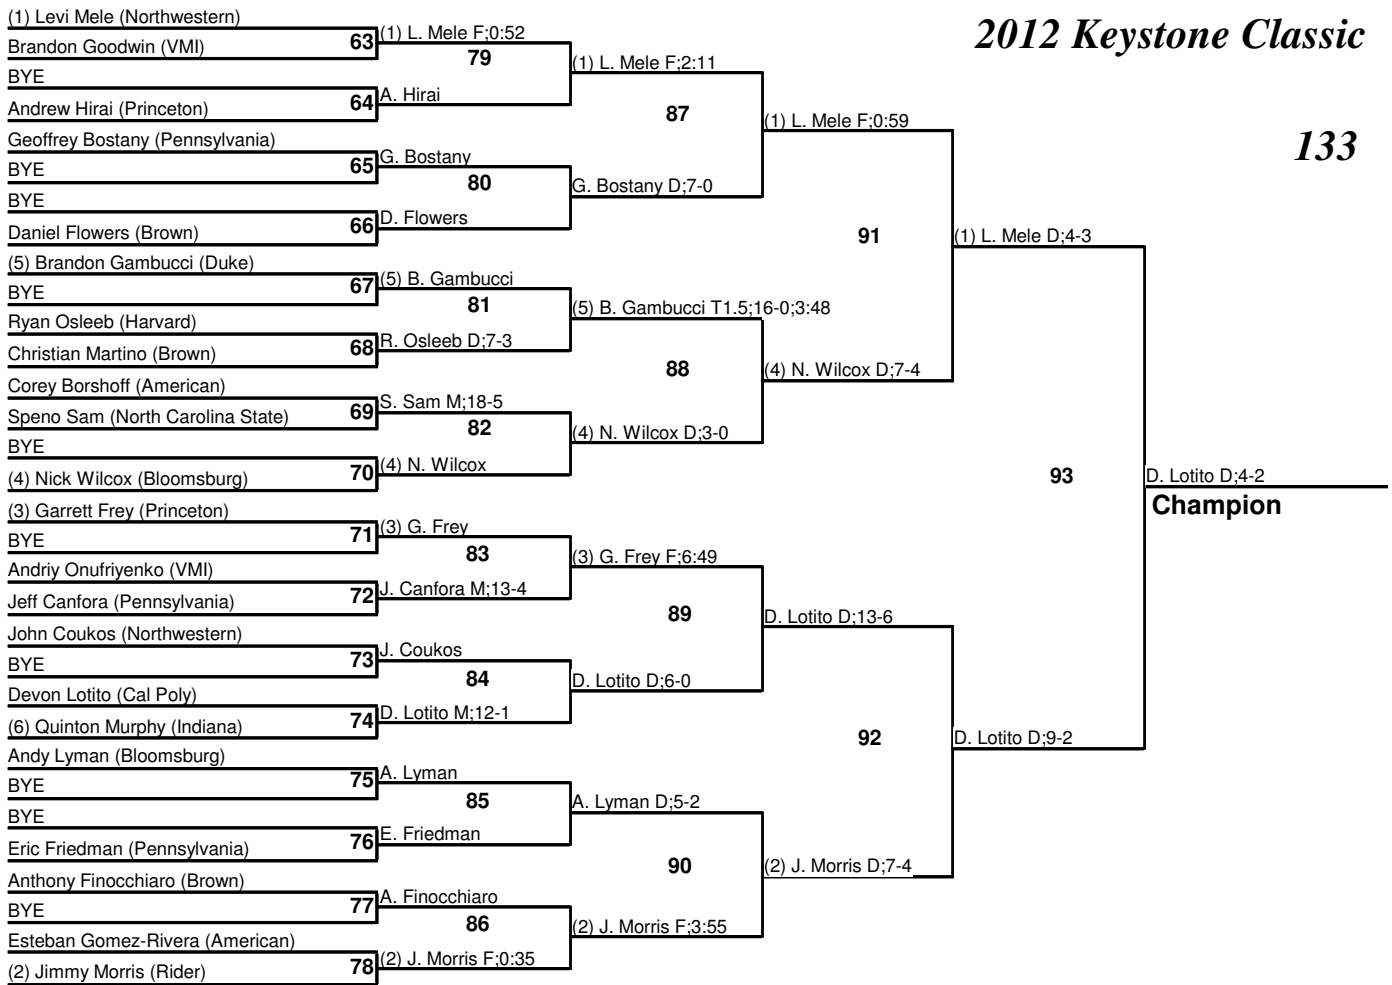 2012 Keystone Classic
133
(1) Levi Mele (Northwestern)
Brandon Goodwin (VMI)
BYE
Andrew Hirai (Princeton)
Geoffrey Bostany (Pennsylvania)
BYE
BYE
Daniel Flowers (Brown)
(5) Brandon Gambucci (Duke)
BYE
Ryan Osleeb (Harvard)
Christian Martino (Brown)
Corey Borshoff (American)
Speno Sam (North Carolina State)
BYE
(4) Nick Wilcox (Bloomsburg)
(3) Garrett Frey (Princeton)
BYE
Andriy Onufriyenko (VMI)
Jeff Canfora (Pennsylvania)
John Coukos (Northwestern)
BYE
Devon Lotito (Cal Poly)
(6) Quinton Murphy (Indiana)
Andy Lyman (Bloomsburg)
BYE
BYE
Eric Friedman (Pennsylvania)
Anthony Finocchiaro (Brown)
BYE
Esteban Gomez-Rivera (American)
(2) Jimmy Morris (Rider)
63
64
65
66
67
68
69
70
71
72
73
74
75
76
77
78
(1) L. Mele F;0:52
A. Hirai
G. Bostany
D. Flowers
(5) B. Gambucci
R. Osleeb D;7-3
S. Sam M;18-5
(4) N. Wilcox
(3) G. Frey
J. Canfora M;13-4
J. Coukos
D. Lotito M;12-1
A. Lyman
E. Friedman
A. Finocchiaro
(2) J. Morris F;0:35
79
80
81
82
83
84
85
86
(1) L. Mele F;2:11
G. Bostany D;7-0
(5) B. Gambucci T1.5;16-0;3:48
(4) N. Wilcox D;3-0
(3) G. Frey F;6:49
D. Lotito D;6-0
A. Lyman D;5-2
(2) J. Morris F;3:55
87
88
89
90
(1) L. Mele F;0:59
(4) N. Wilcox D;7-4
D. Lotito D;13-6
(2) J. Morris D;7-4
91
92
(1) L. Mele D;4-3
D. Lotito D;9-2
93
D. Lotito D;4-2
Champion